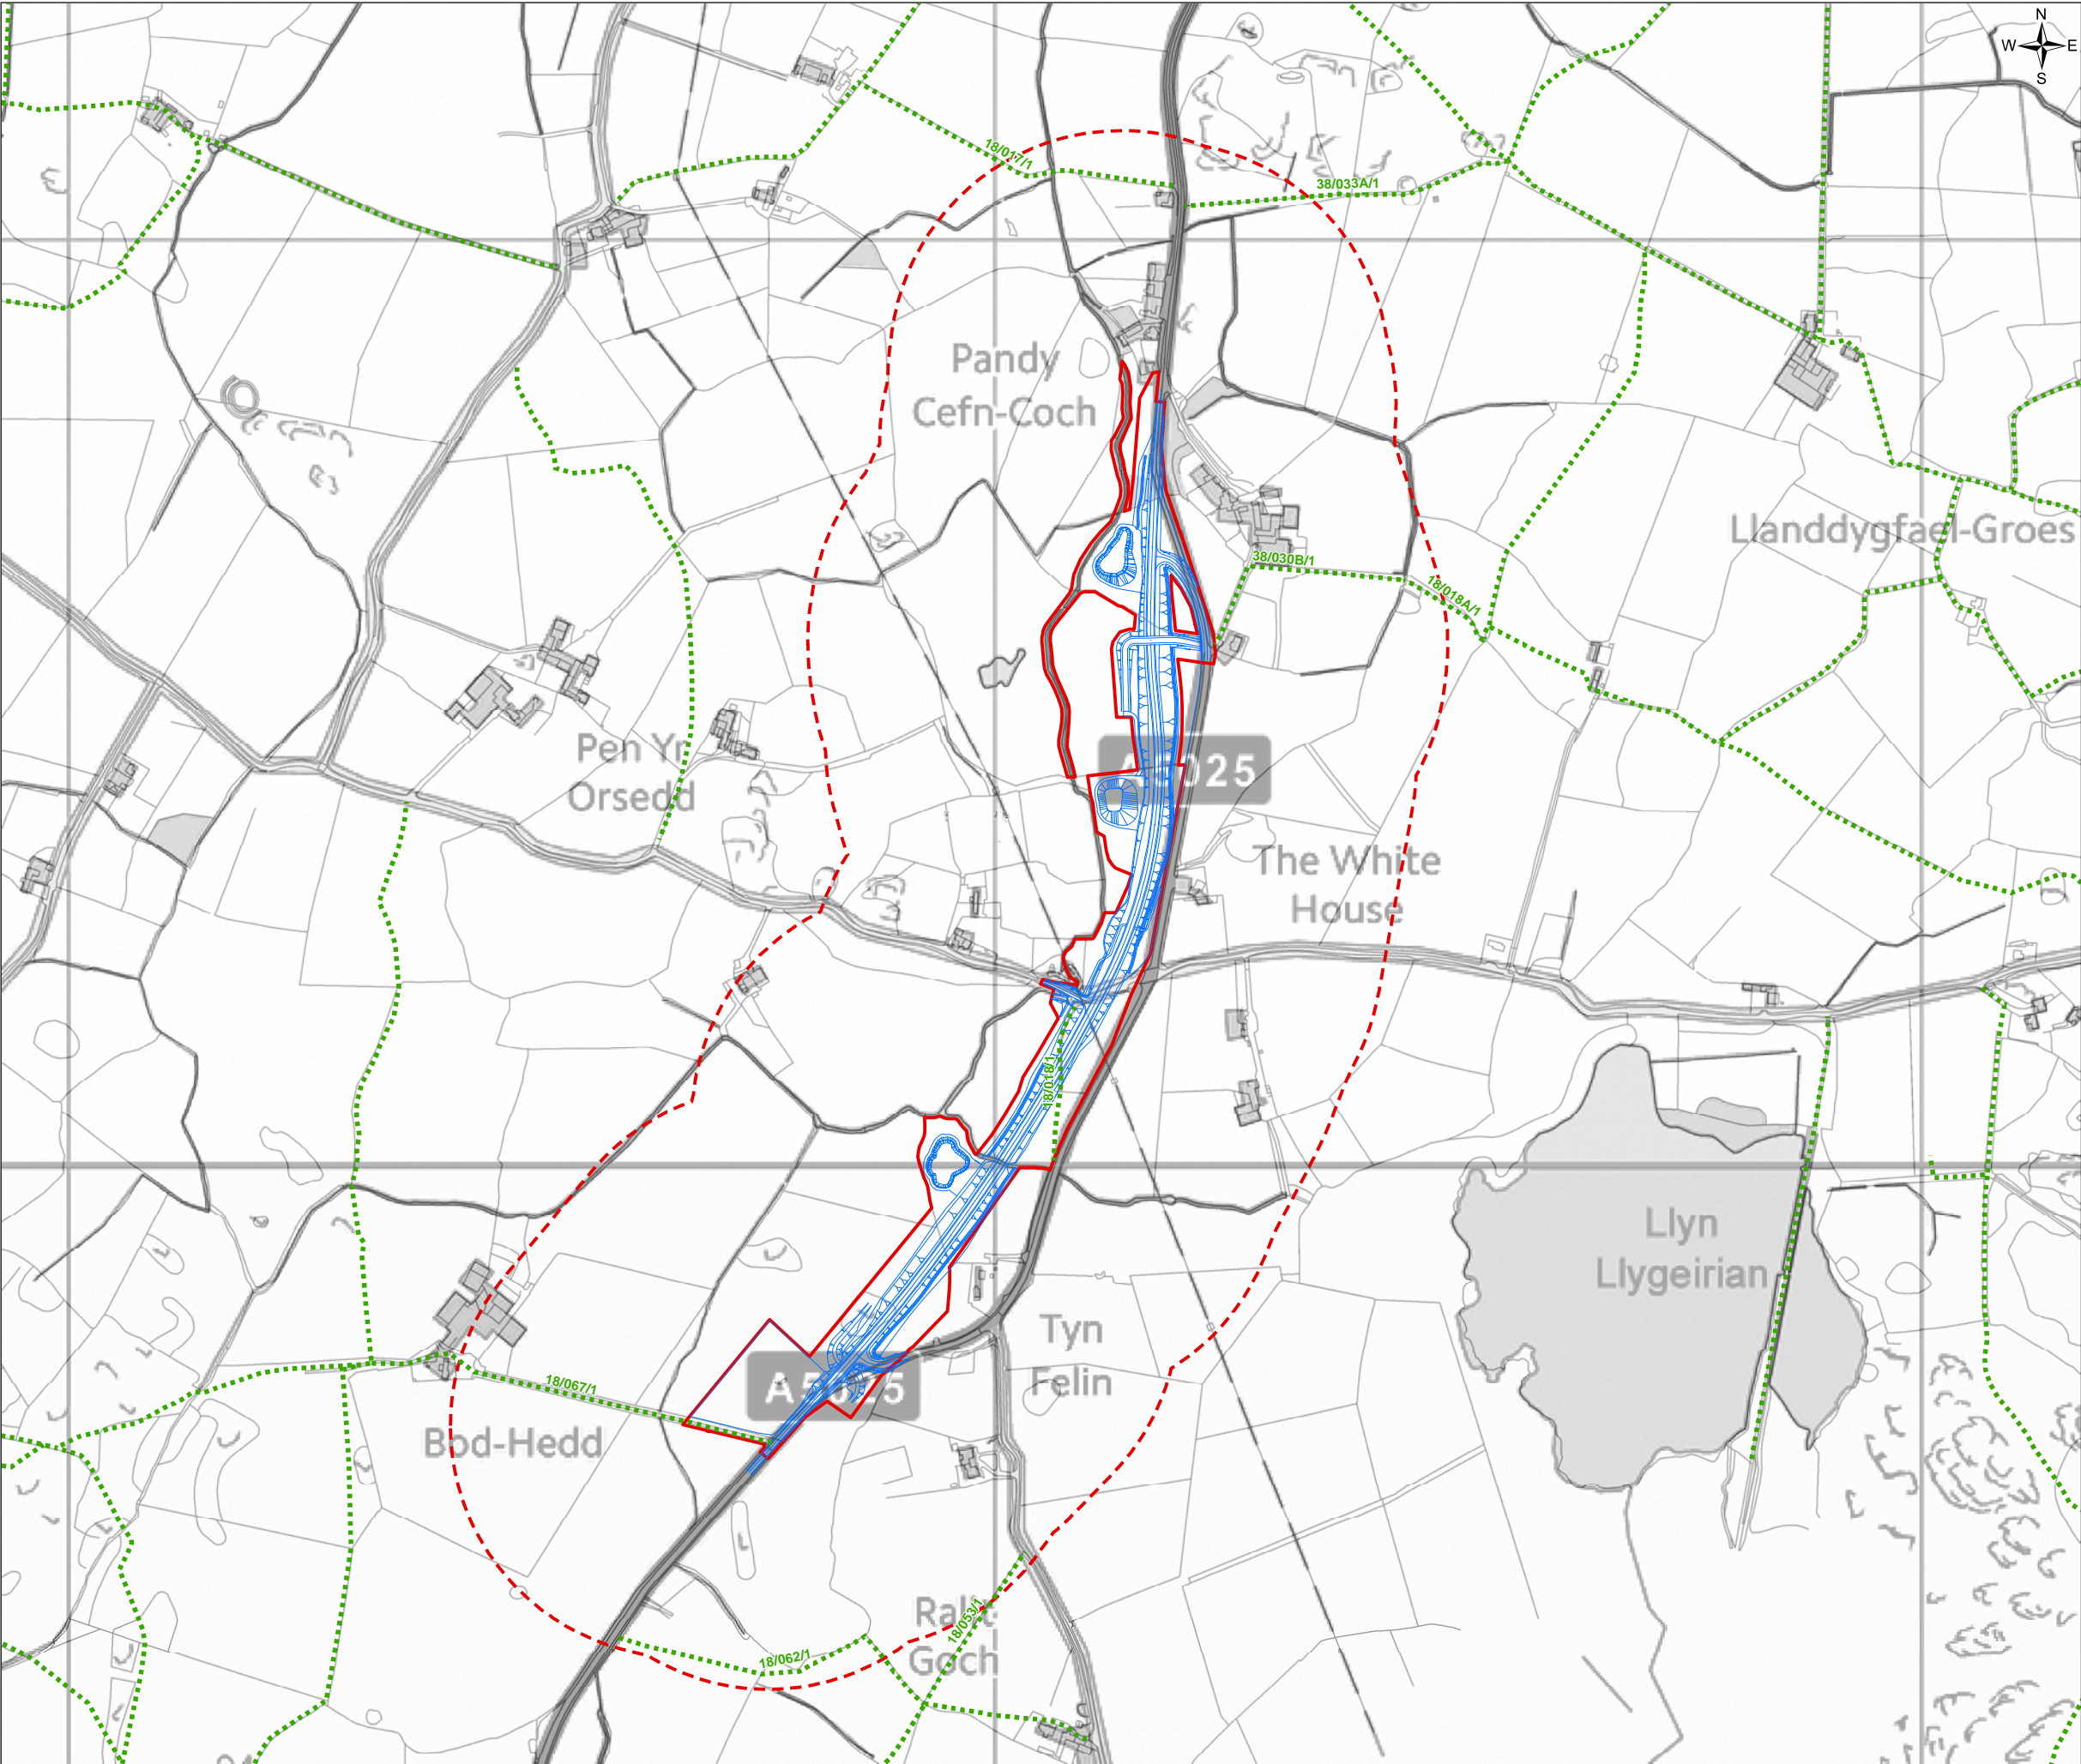 N
W E
S
18/017/1
38/033A/1
Pandy
Cefn-Coch
Llanddygfael-Groes
38/030B/1
18/018A/1
Pen Yr
Orsedd
A5025
The White
House
18/018/1
Llyn
Llygeirian
Tyn
Felin
A5025
18/067/1
Bod-Hedd
Rallt
Goch
18/053/1
18/062/1